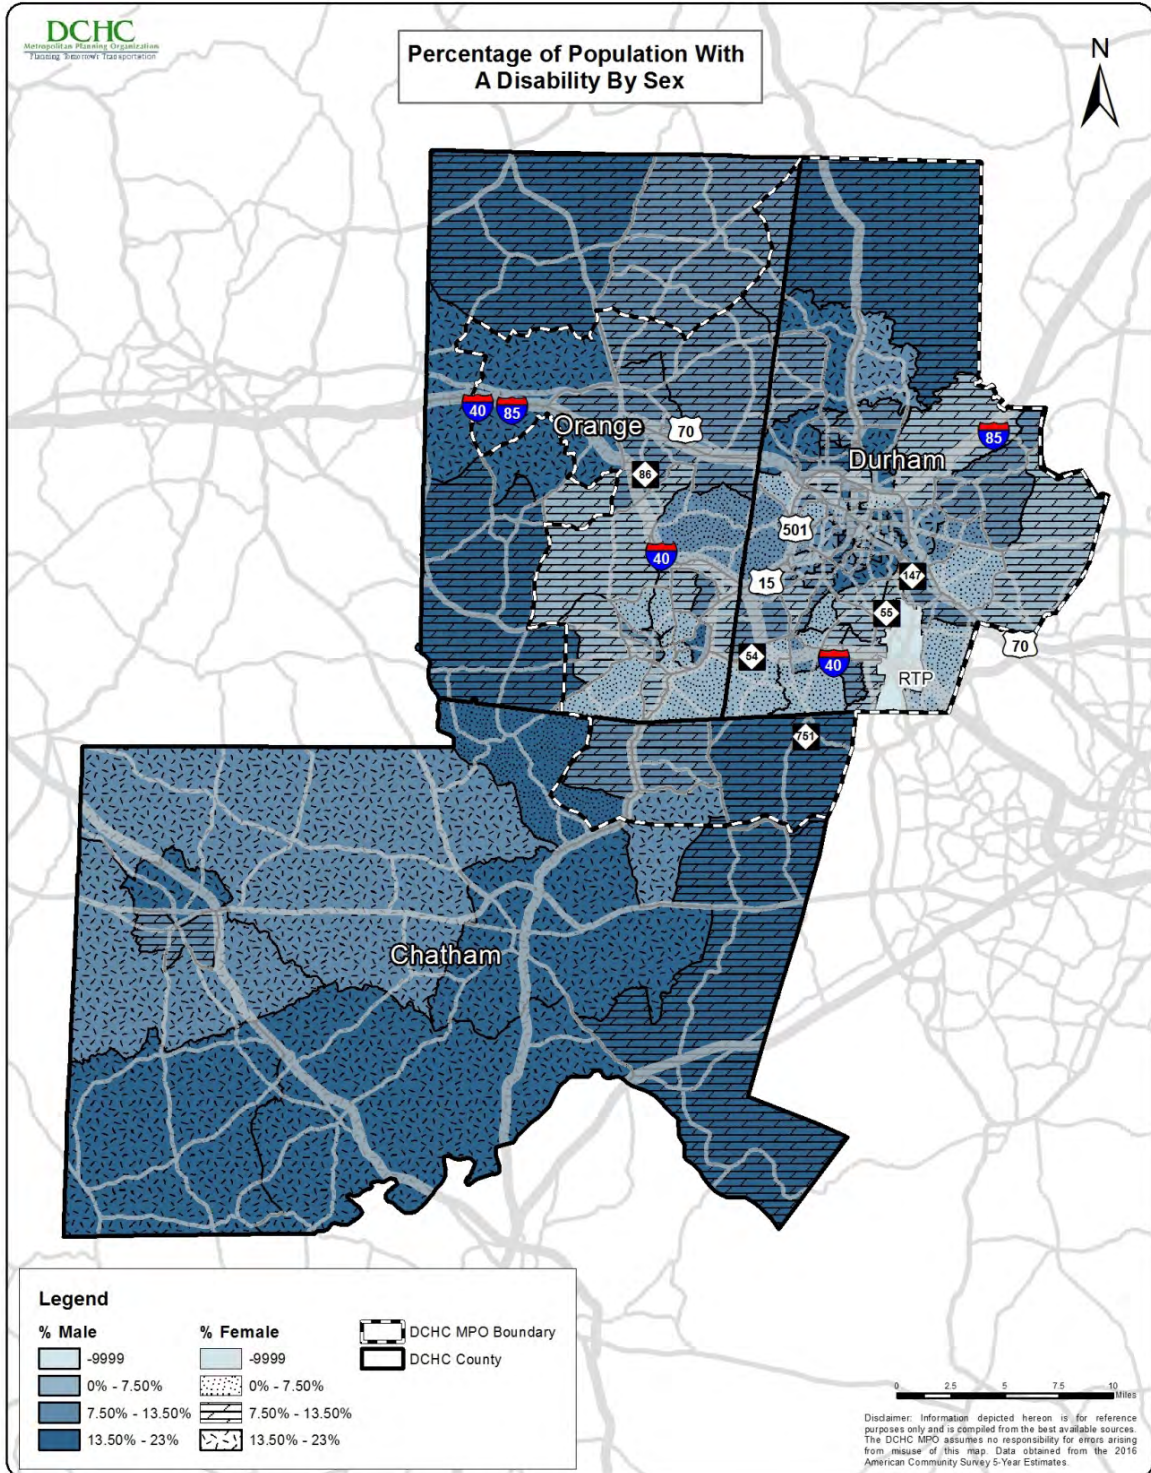 DCHC
Metropolitan Planning Organization
Planning Tomorrow's Transportation
Percentage of Population With
A Disability By Sex
N
40
85
Orange
70
86
85
Durham
501
40
15
147
55
54
40
RTP
70
751
Chatham
Legend
% Male
-9999
0% - 7.50%
7.50% - 13.50%
13.50% - 23%
% Female
-9999
0% - 7.50%
7.50% - 13.50%
13.50% - 23%
DCHC MPO Boundary
DCHC County
0 2.5 5 7.5 10
Miles
Disclaimer: Information depicted hereon is for reference
purposes only and is compiled from the best available sources.
The DCHC MPO assumes no responsibility for errors arising
from misuse of this map. Data obtained from the 2016
American Community Survey 5-Year Estimates.